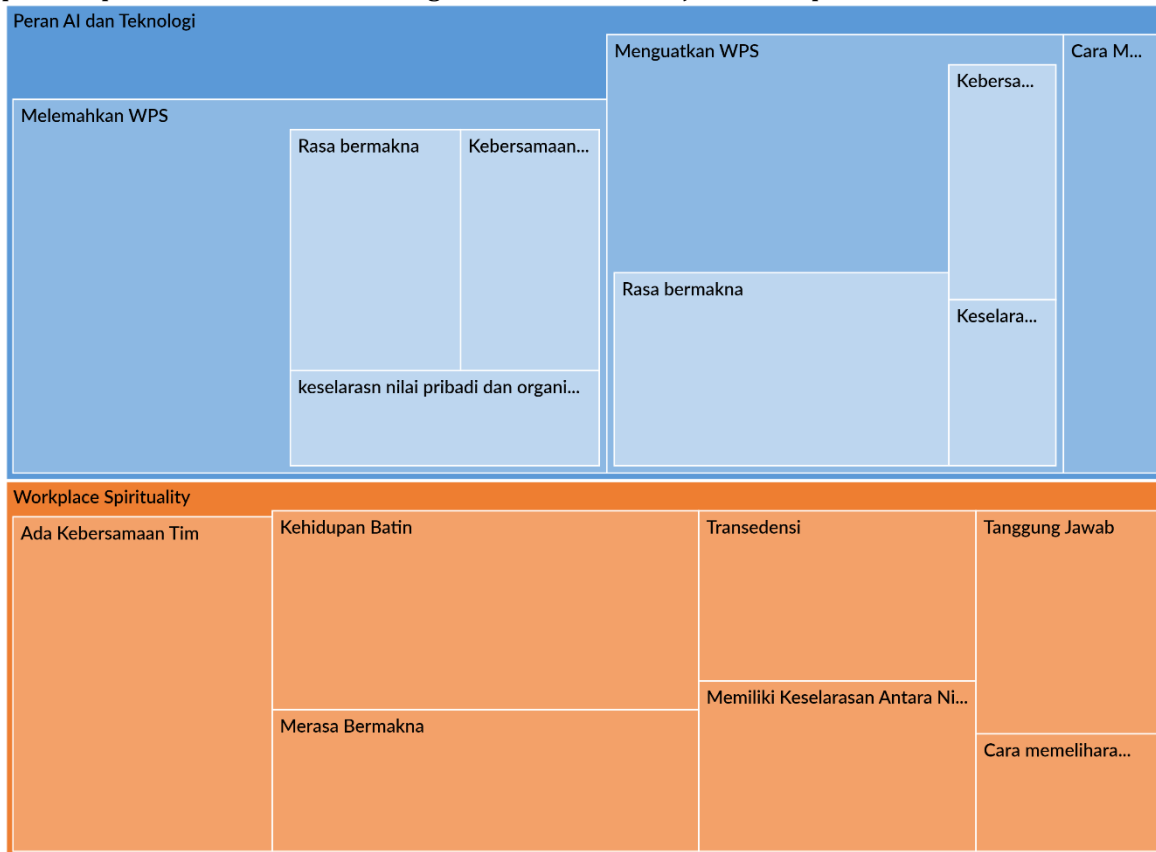 Peran AI dan Teknologi
Menguatkan WPS
Cara M...
Kebersa...
Melemahkan WPS
Rasa bermakna
Kebersamaan...
Rasa bermakna
Keselara...
keselarasn nilai pribadi dan organi...
Workplace Spirituality
Ada Kebersamaan Tim
Kehidupan Batin
Transedensi
Tanggung Jawab
Memiliki Keselarasan Antara Ni...
Merasa Bermakna
Cara memelihara...